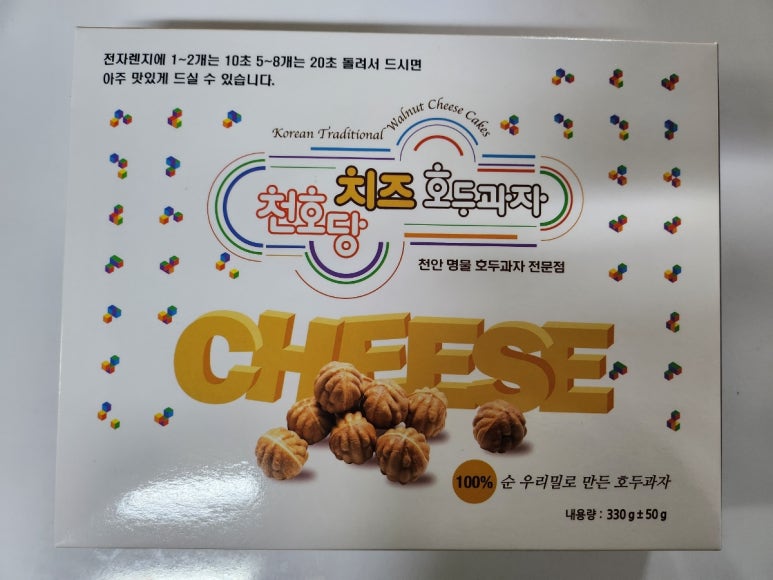 전자렌지에 1~2개는 10초 5~8개는 20초 돌려서 드시면
아주 맛있게 드실 수 있습니다.
Korean Traditional Walnut Cheese Cakes
천호당 치즈 호두과자
천안 명물 호두과자 전문점
CHEESE
100% 순 우리밀로 만든 호두과자
내용량 : 330g±50g